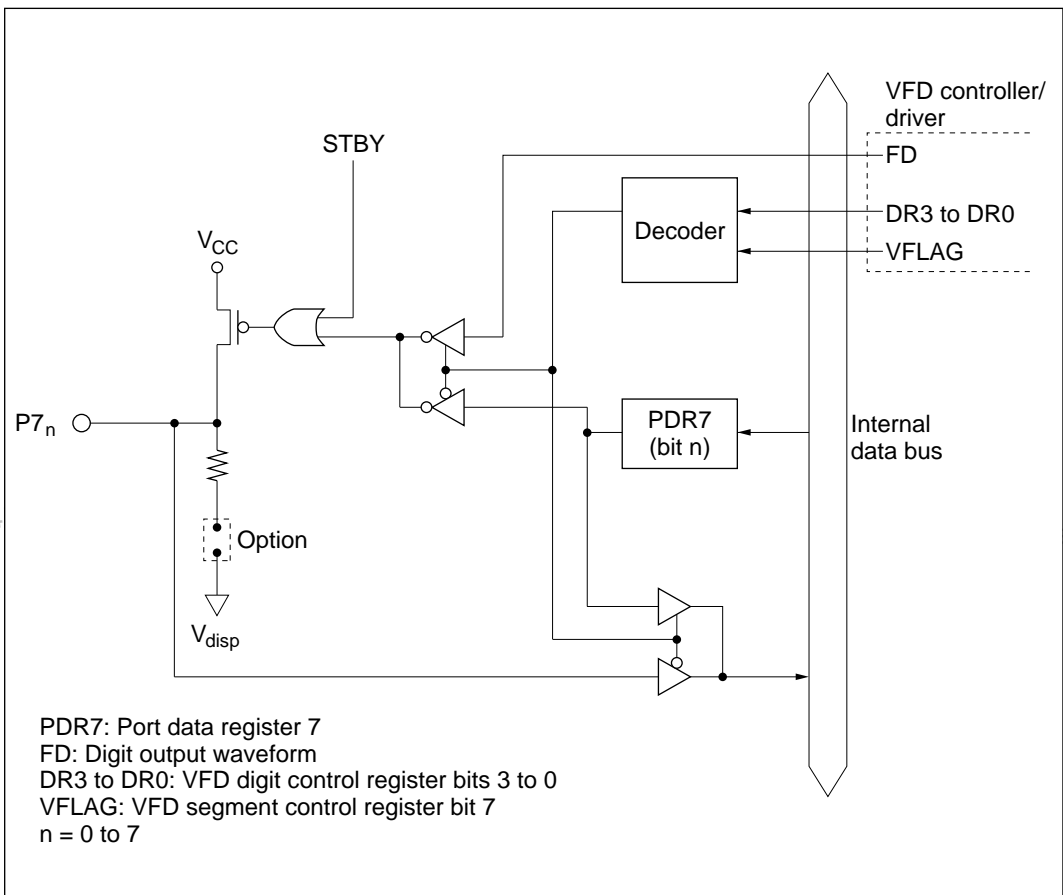 VFD controller/
driver
STBY
FD
DR3 to DR0
Decoder
VFLAG
VCC
P7n
PDR7
(bit n)
Internal
data bus
Option
Vdisp
PDR7: Port data register 7
FD: Digit output waveform
DR3 to DR0: VFD digit control register bits 3 to 0
VFLAG: VFD segment control register bit 7
n = 0 to 7